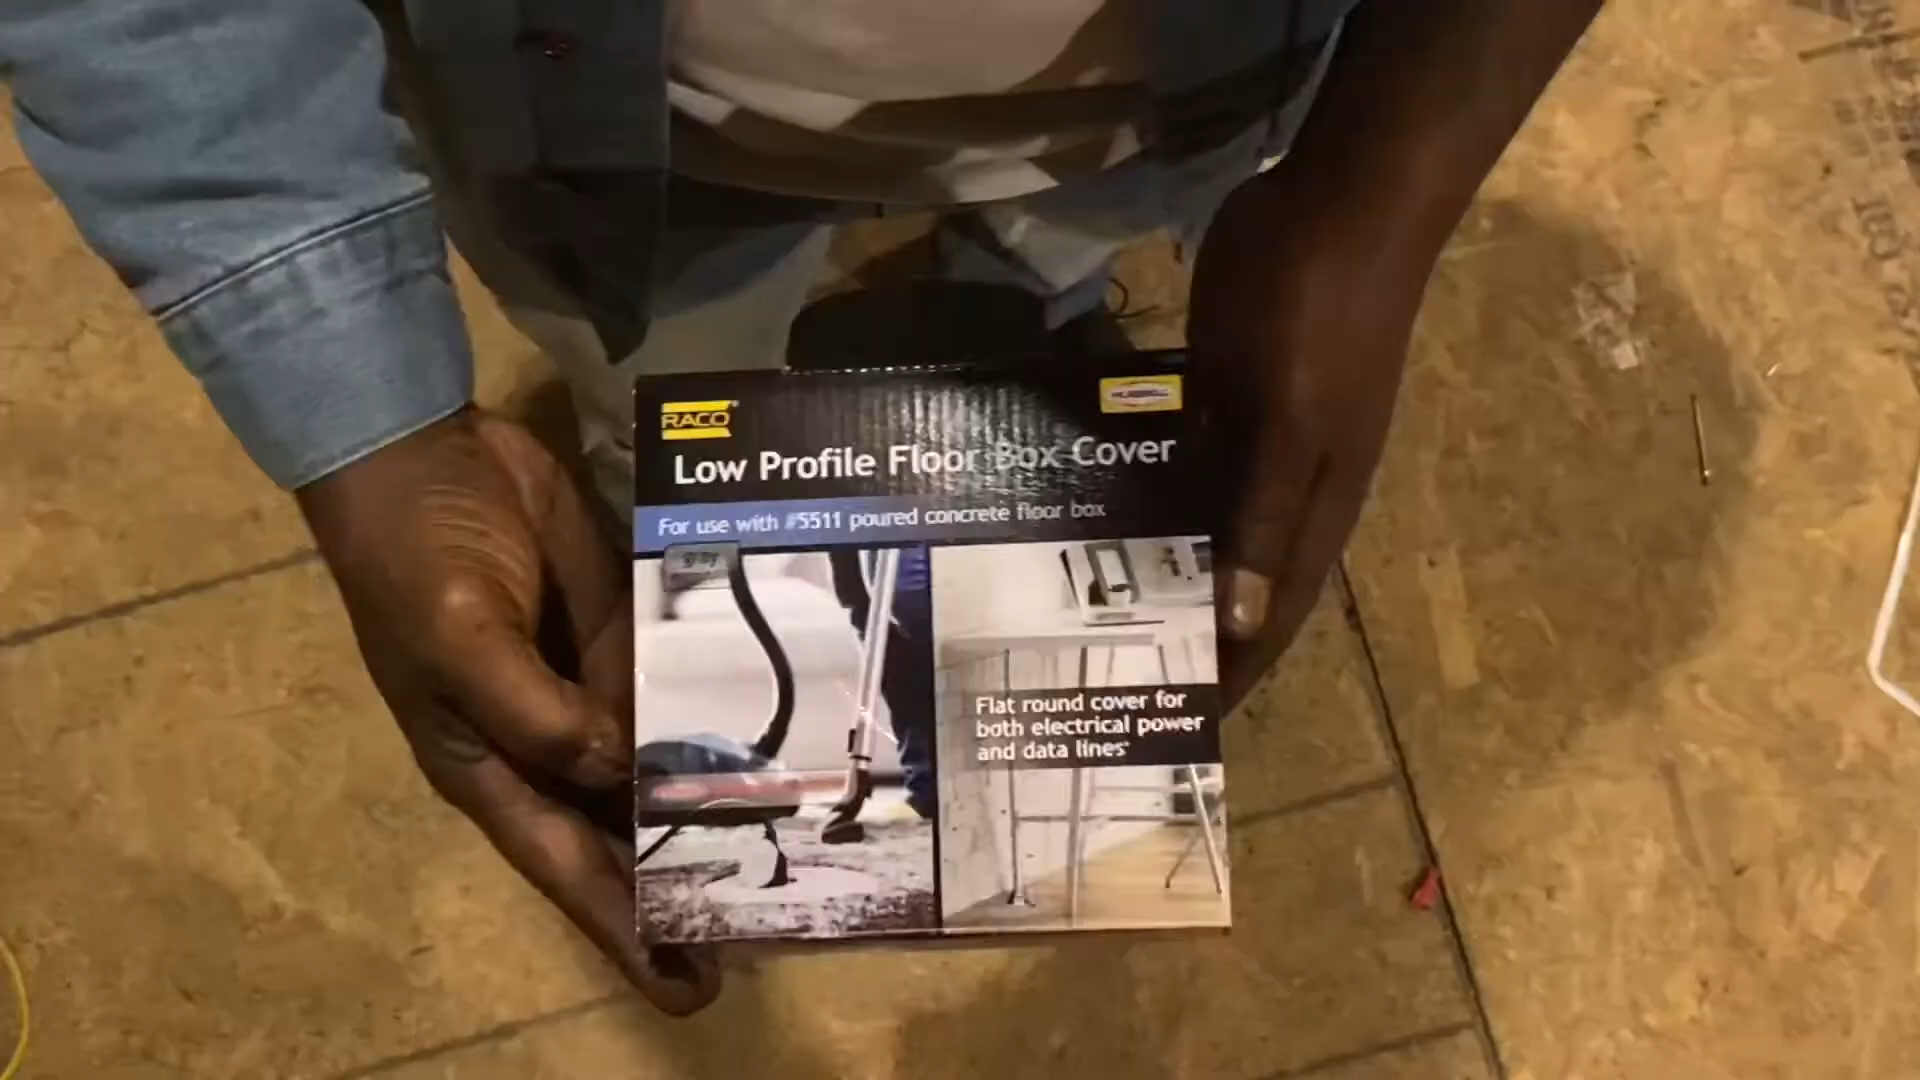 RACO®
HUBBELL
Low Profile Floor Box Cover
For use with #5511 poured concrete floor box
Flat round cover for
both electrical power
and data lines*